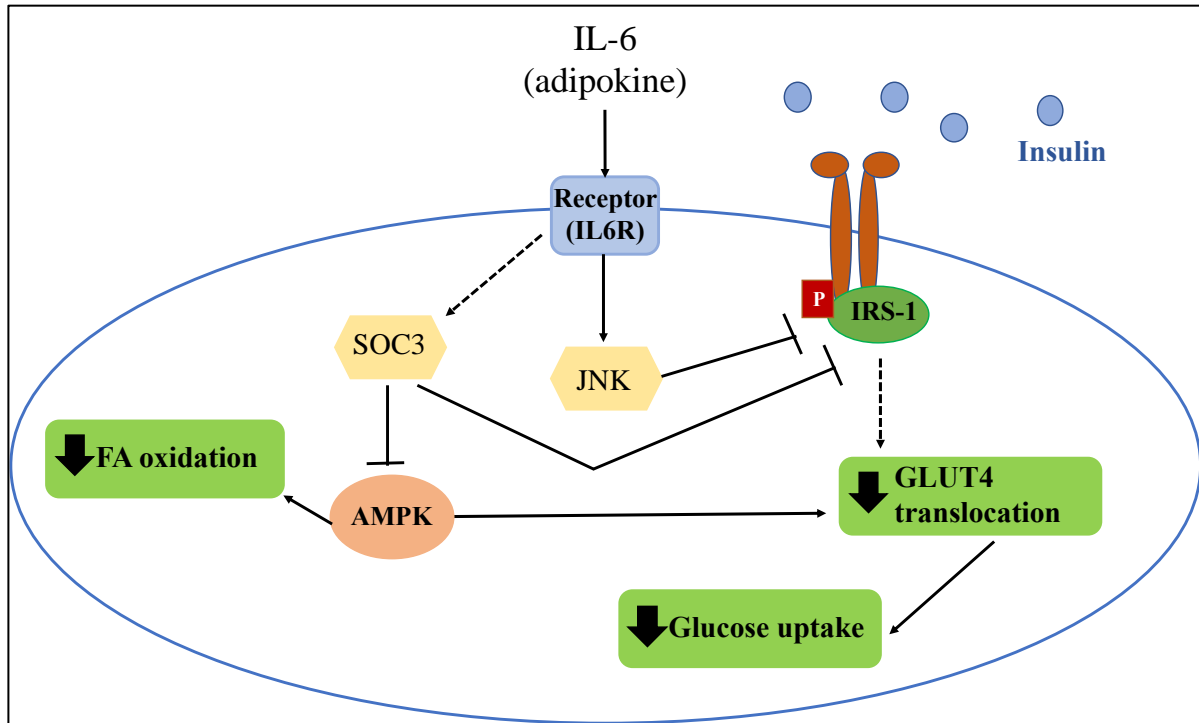 IL-6
(adipokine)
Insulin
Receptor
(IL6R)
P
IRS-1
SOC3
JNK
FA oxidation
AMPK
GLUT4
translocation
Glucose uptake